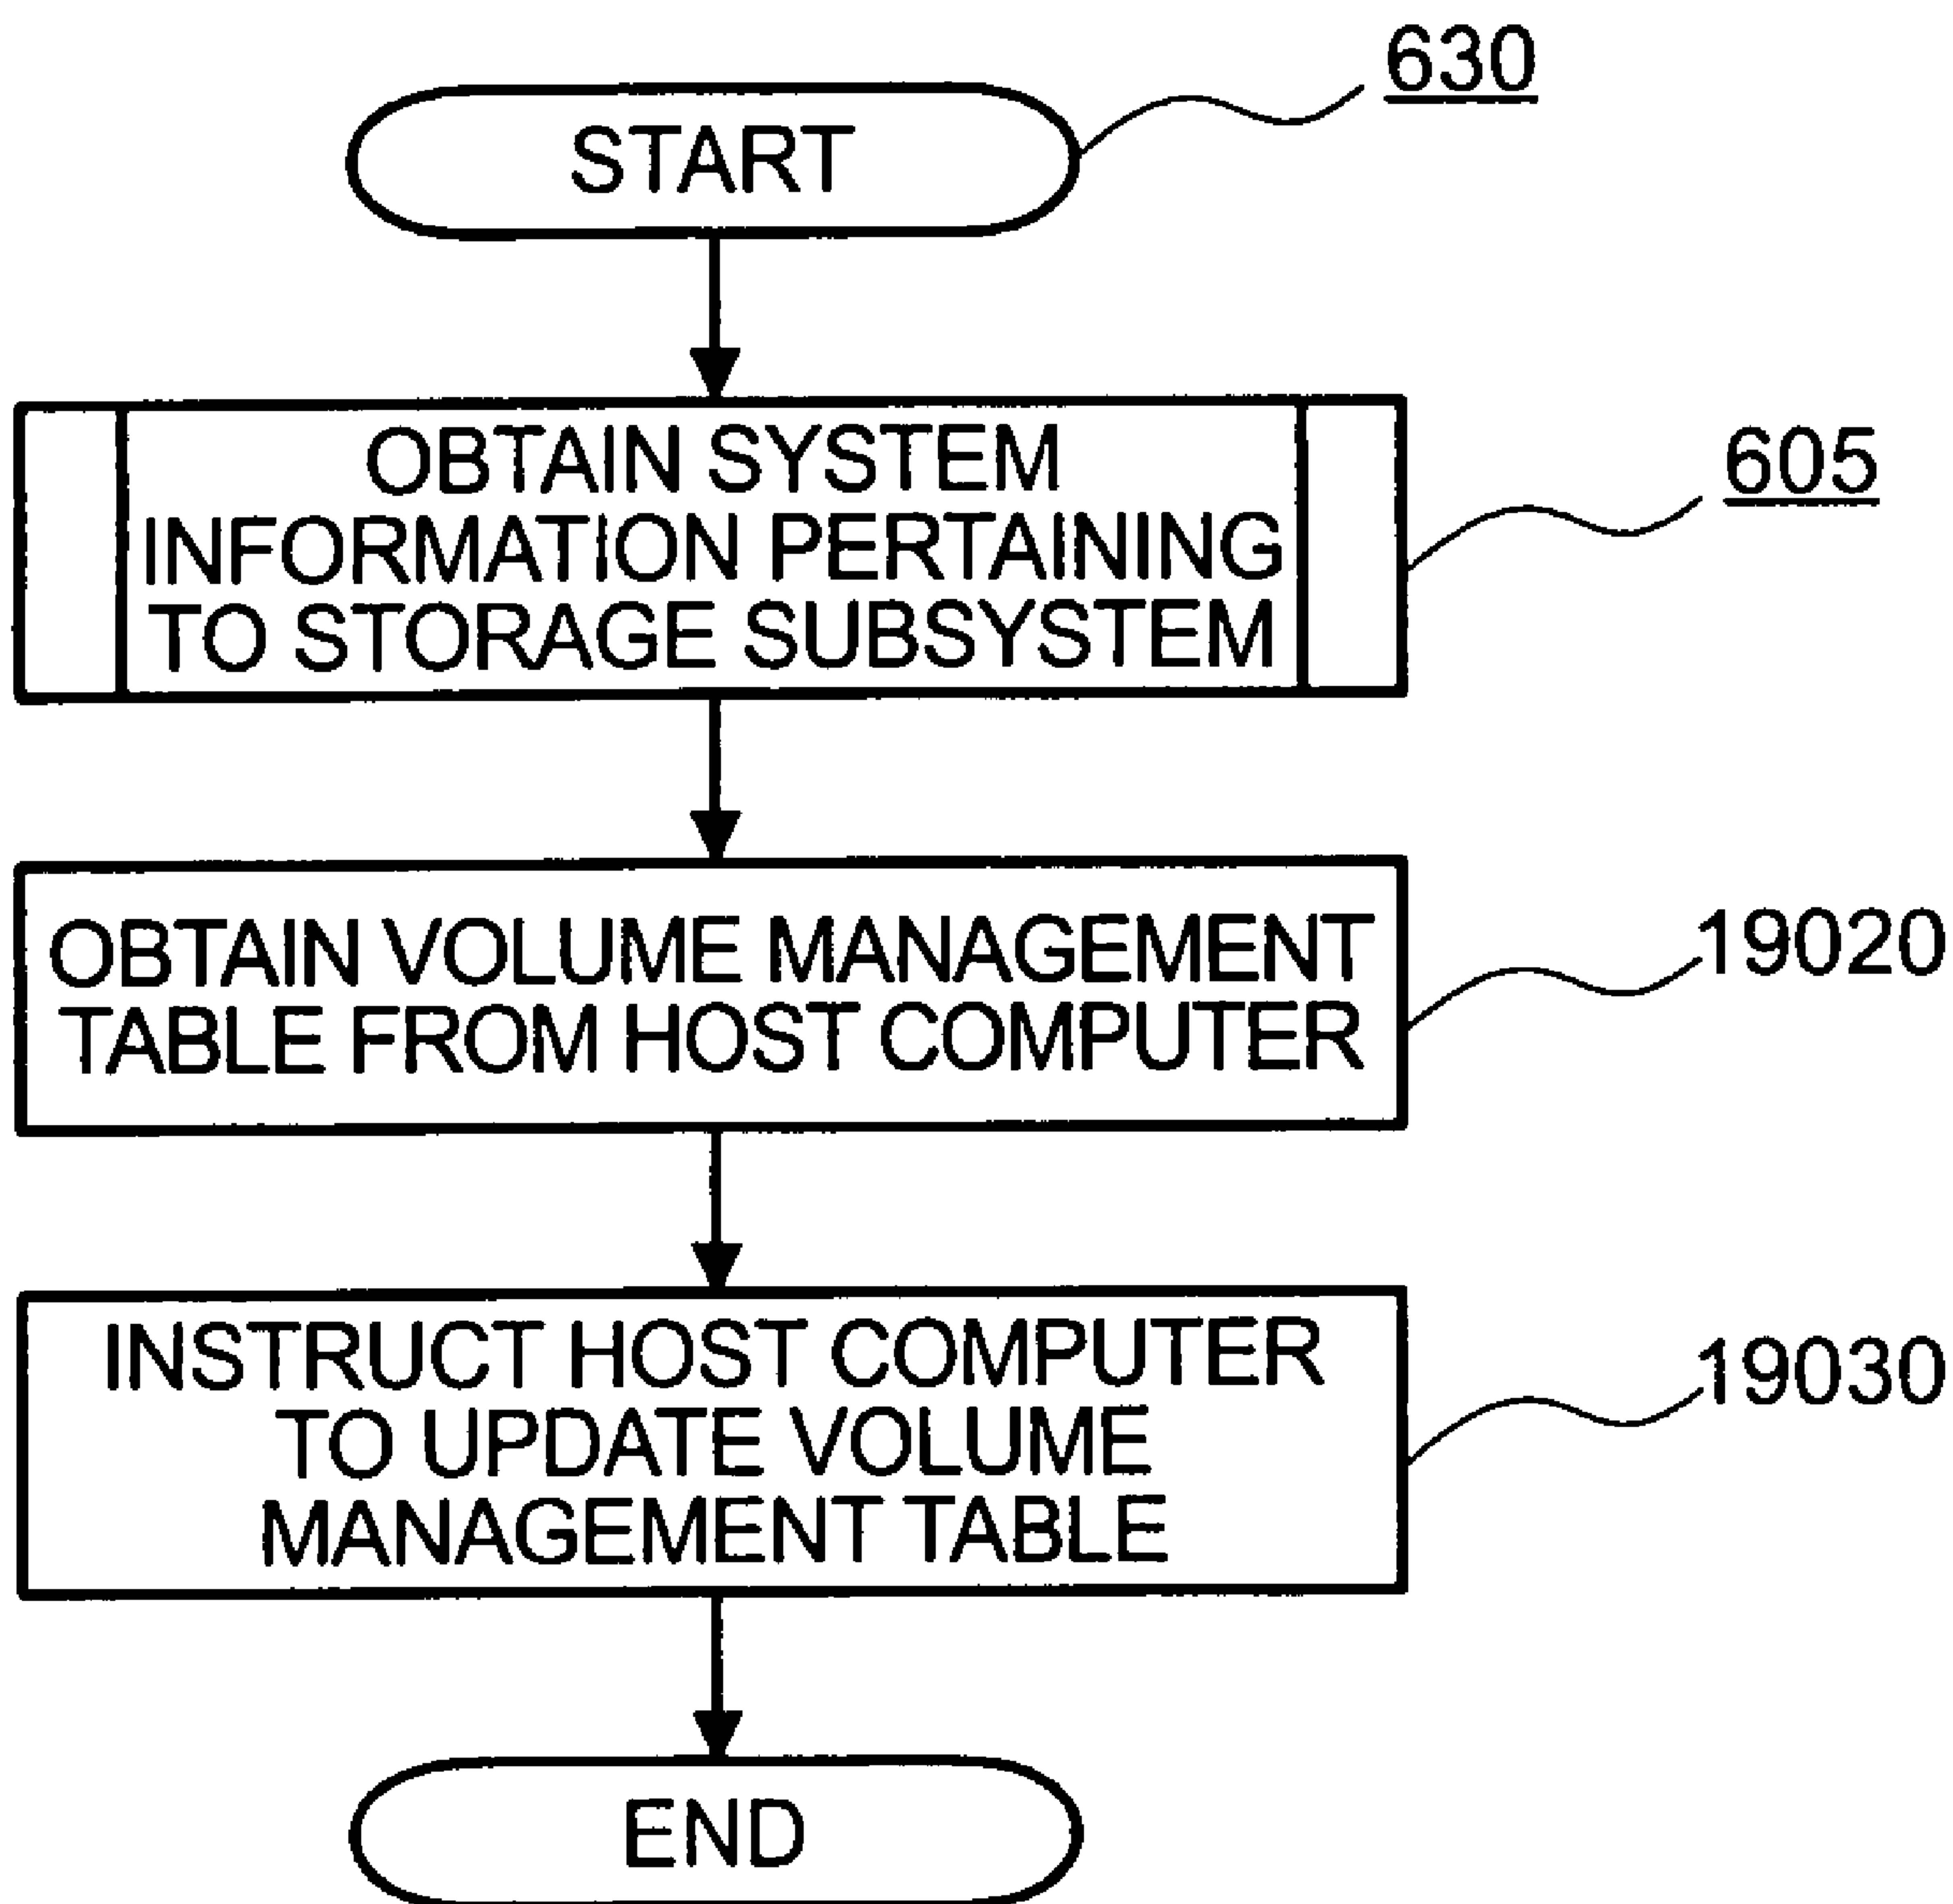 630
START
OBTAIN SYSTEM
INFORMATION PERTAINING
TO STORAGE SUBSYSTEM
605
OBTAIN VOLUME MANAGEMENT
TABLE FROM HOST COMPUTER
19020
INSTRUCT HOST COMPUTER
TO UPDATE VOLUME
MANAGEMENT TABLE
19030
END